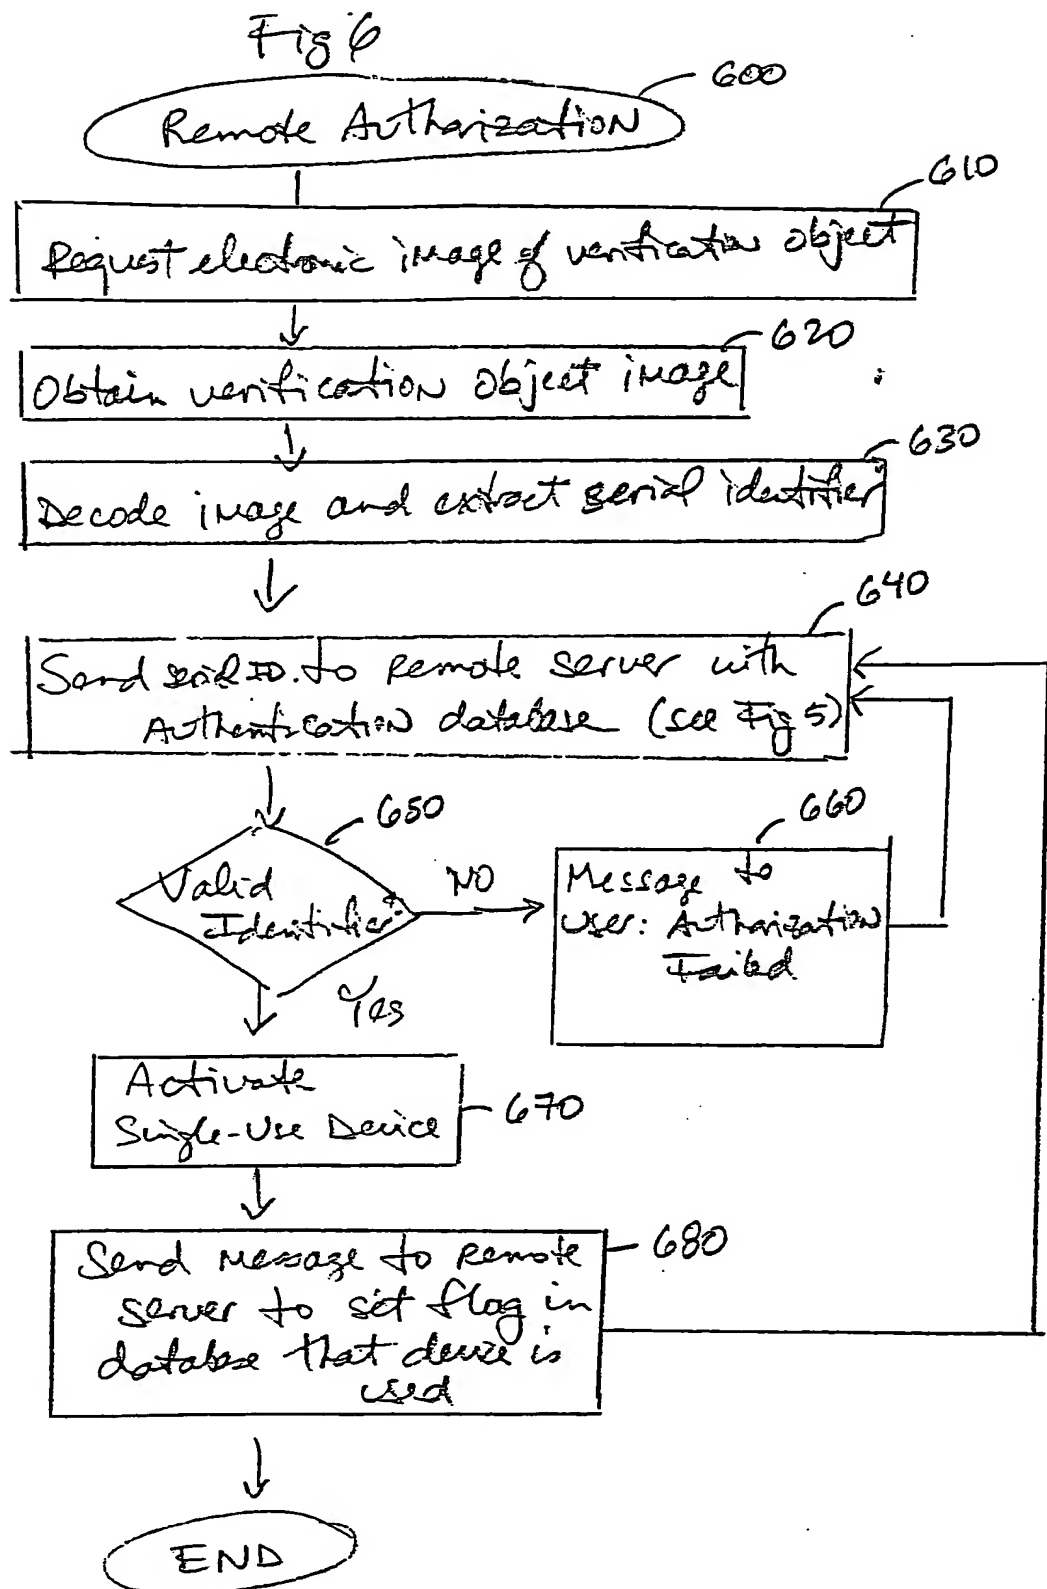 Fig 6
600
Remote Authorization
610
Request electronic image of verification object
620
Obtain verification object image
630
Decode image and extract serial identifier
640
Send serial ID. to Remote server with
Authentication database (see Fig 5)
650
Valid
Identifier?
NO
660
Message to
User: Authorization
Failed
Yes
Activate
Single-Use Device
670
Send message to remote
server to set flag in
database that device is
used
680
END